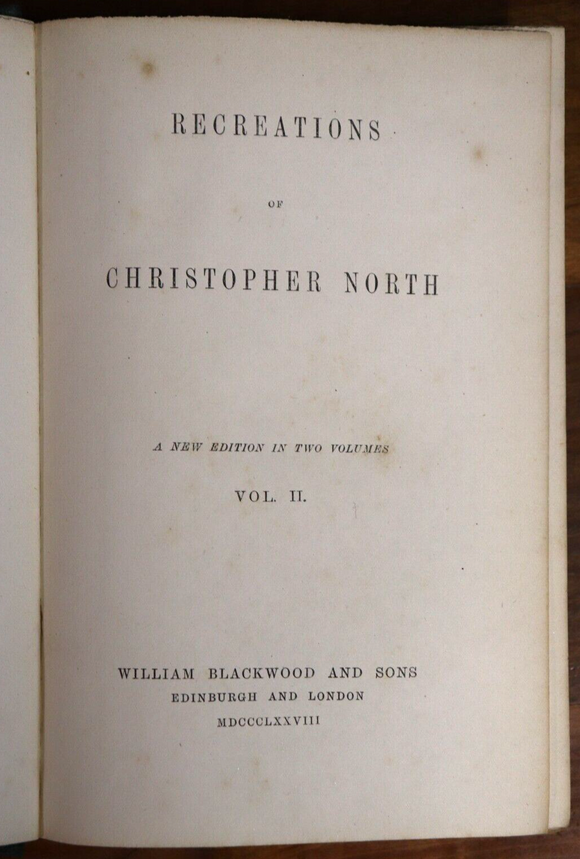 RECREATIONS
OF
CHRISTOPHER NORTH
A NEW EDITION IN TWO VOLUMES
VOL. II.
WILLIAM BLACKWOOD AND SONS
EDINBURGH AND LONDON
MDCCCLXXVIII